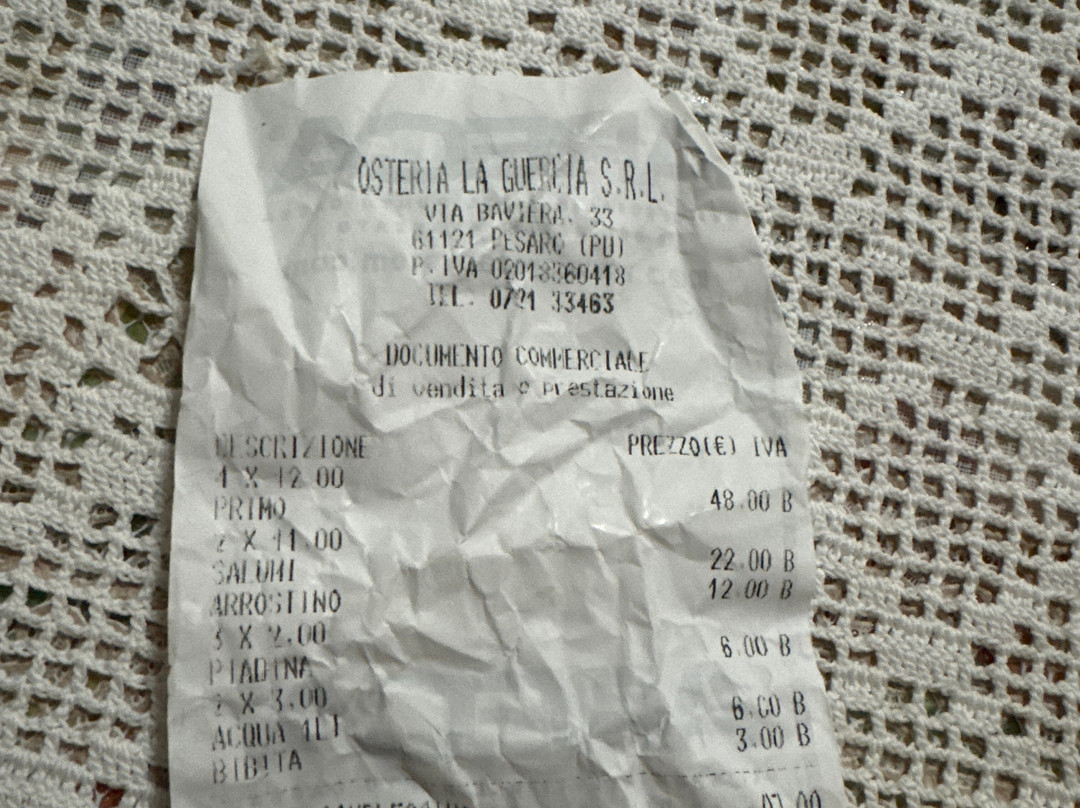 OSTERIA LA GUERCIA S.R.L.
VIA BAVIERA, 33
61121 PESARO (PU)
P.IVA 02018360418
TEL. 0721 33463
DOCUMENTO COMMERCIALE
di vendita o prestazione
DESCRIZIONE PREZZO(€) IVA
4 X 12.00
PRIMO 48.00 B
2 X 11.00
SALUMI 22.00 B
ARROSTINO 12.00 B
3 X 2.00
PIADINA 6.00 B
2 X 3.00
ACQUA 1LT 6.00 B
BIBITA 3.00 B